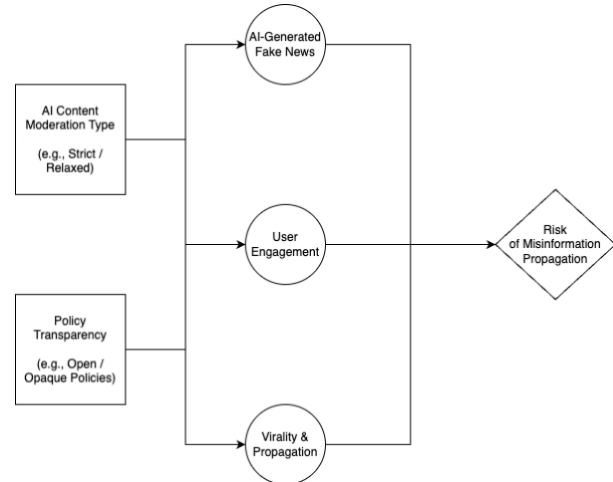 AI-Generated
Fake News
AI Content
Moderation Type
(e.g., Strict /
Relaxed)
User
Engagement
Risk
of Misinformation
Propagation
Policy
Transparency
(e.g., Open /
Opaque Policies)
Virality &
Propagation